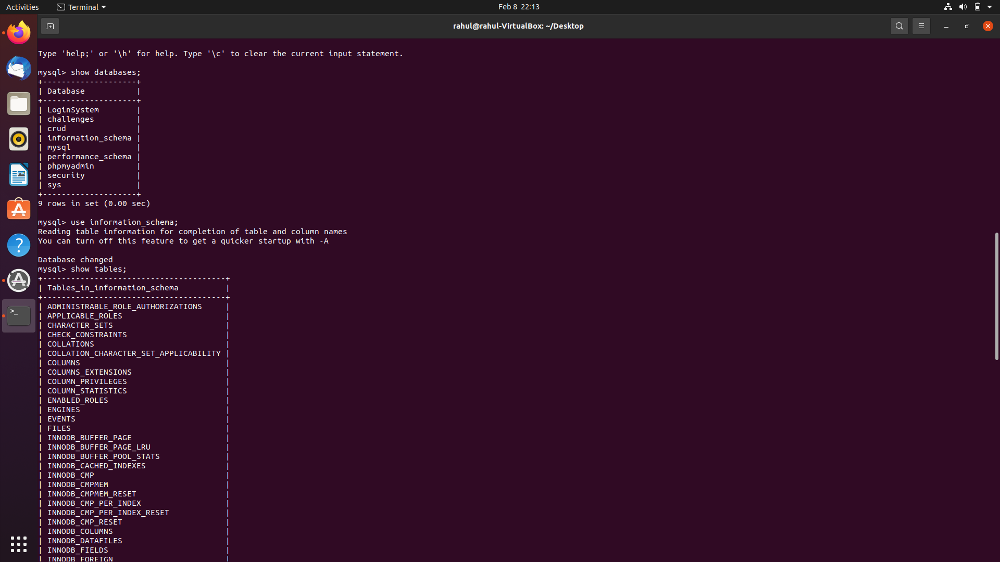 Activities Terminal Feb 8 22:13
rahul@rahul-VirtualBox: ~/Desktop
Type 'help;' or '\h' for help. Type '\c' to clear the current input statement.
mysql> show databases;
+--------------------+
| Database           |
+--------------------+
| LoginSystem        |
| challenges         |
| crud               |
| information_schema |
| mysql              |
| performance_schema |
| phpmyadmin         |
| security           |
| sys                |
+--------------------+
9 rows in set (0.00 sec)
mysql> use information_schema;
Reading table information for completion of table and column names
You can turn off this feature to get a quicker startup with -A
Database changed
mysql> show tables;
+---------------------------------------+
| Tables_in_information_schema          |
+---------------------------------------+
| ADMINISTRABLE_ROLE_AUTHORIZATIONS     |
| APPLICABLE_ROLES                      |
| CHARACTER_SETS                        |
| CHECK_CONSTRAINTS                     |
| COLLATIONS                            |
| COLLATION_CHARACTER_SET_APPLICABILITY |
| COLUMNS                               |
| COLUMNS_EXTENSIONS                    |
| COLUMN_PRIVILEGES                     |
| COLUMN_STATISTICS                     |
| ENABLED_ROLES                         |
| ENGINES                               |
| EVENTS                                |
| FILES                                 |
| INNODB_BUFFER_PAGE                    |
| INNODB_BUFFER_PAGE_LRU                |
| INNODB_BUFFER_POOL_STATS              |
| INNODB_CACHED_INDEXES                 |
| INNODB_CMP                            |
| INNODB_CMPMEM                         |
| INNODB_CMPMEM_RESET                   |
| INNODB_CMP_PER_INDEX                  |
| INNODB_CMP_PER_INDEX_RESET            |
| INNODB_CMP_RESET                      |
| INNODB_COLUMNS                        |
| INNODB_DATAFILES                      |
| INNODB_FIELDS                         |
| INNODB_FOREIGN                        |